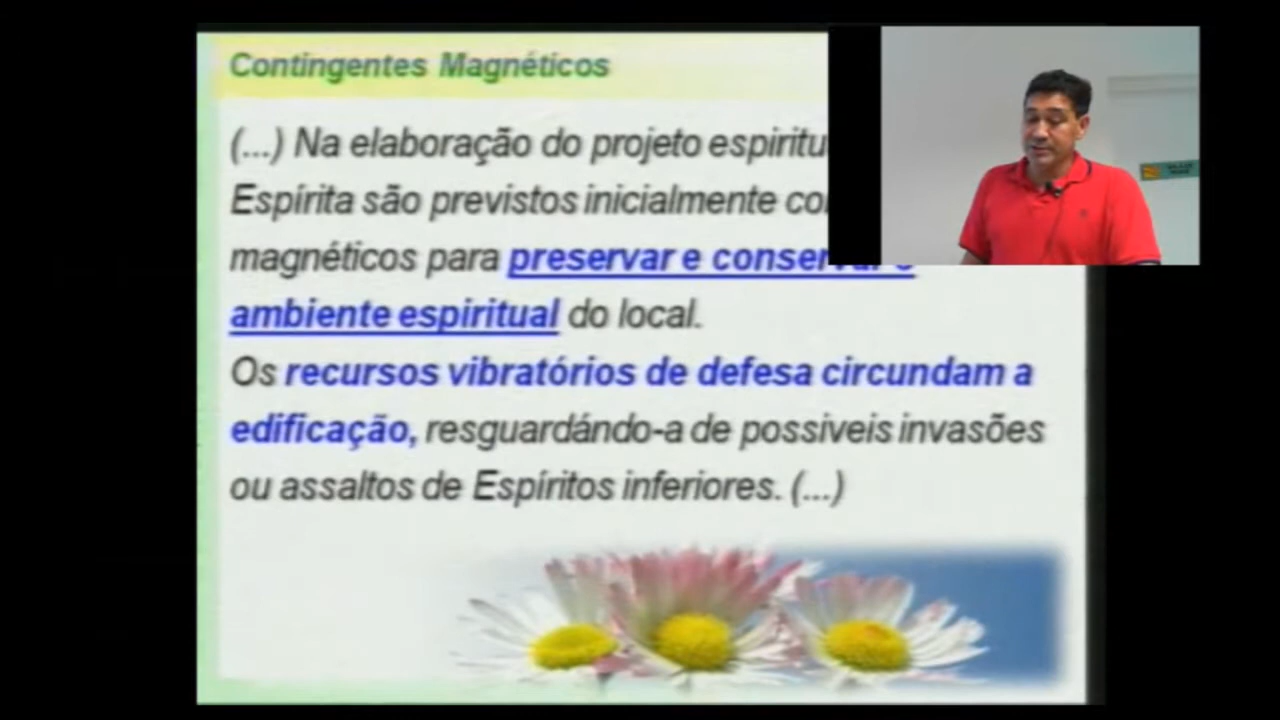 Contingentes Magnéticos
(...) Na elaboração do projeto espiritu
Espírita são previstos inicialmente co
magnéticos para preservar e conservar o
ambiente espiritual do local.
Os recursos vibratórios de defesa circundam a
edificação, resguardándo-a de possiveis invasões
ou assaltos de Espíritos inferiores. (...)